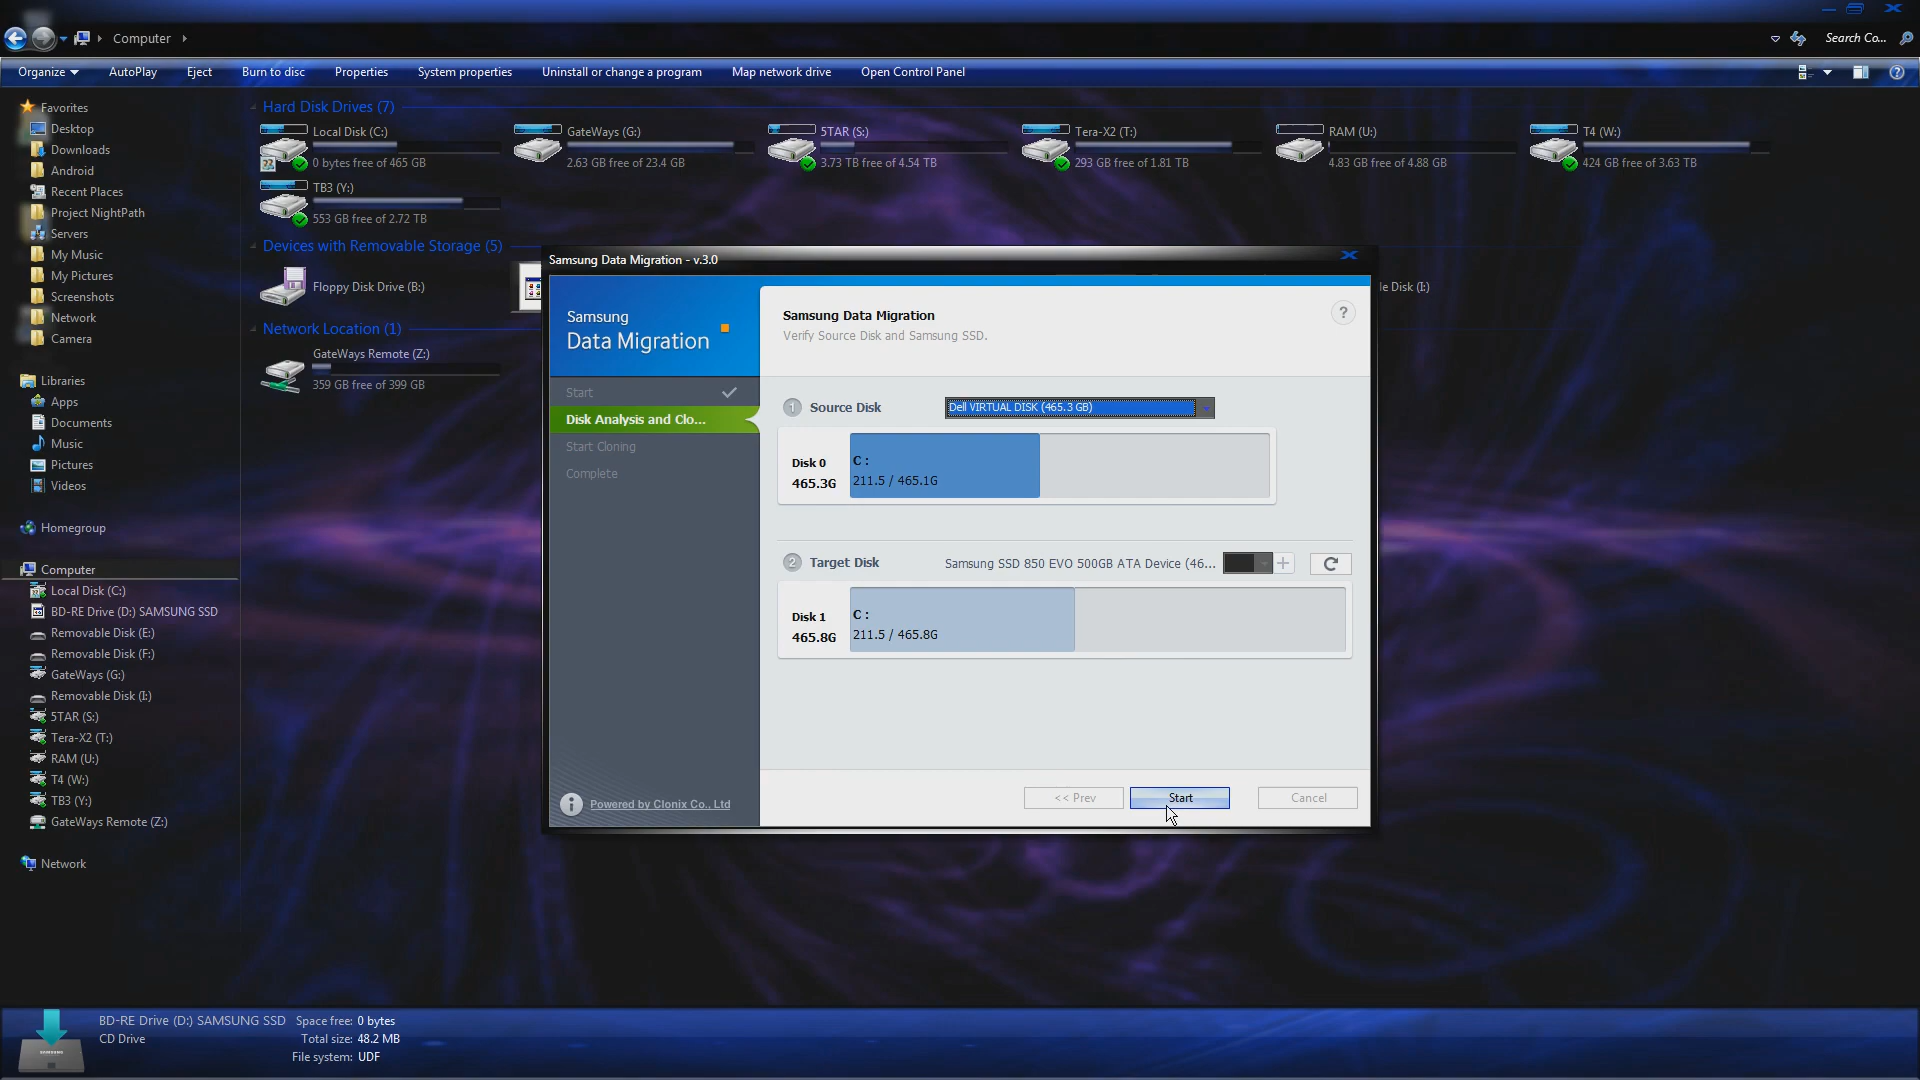 Computer
Search Co...
Organize
AutoPlay
Eject
Burn to disc
Properties
System properties
Uninstall or change a program
Map network drive
Open Control Panel
Favorites
Desktop
Downloads
Android
Recent Places
Project NightPath
Servers
My Music
My Pictures
Screenshots
Network
Camera
Libraries
Apps
Documents
Music
Pictures
Videos
Homegroup
Computer
Local Disk (C:)
BD-RE Drive (D:) SAMSUNG SSD
Removable Disk (E:)
Removable Disk (F:)
GateWays (G:)
Removable Disk (I:)
5TAR (S:)
Tera-X2 (T:)
RAM (U:)
T4 (W:)
TB3 (Y:)
GateWays Remote (Z:)
Network
Hard Disk Drives (7)
Local Disk (C:)
0 bytes free of 465 GB
GateWays (G:)
2.63 GB free of 23.4 GB
5TAR (S:)
3.73 TB free of 4.54 TB
Tera-X2 (T:)
293 GB free of 1.81 TB
RAM (U:)
4.83 GB free of 4.88 GB
T4 (W:)
424 GB free of 3.63 TB
TB3 (Y:)
553 GB free of 2.72 TB
Devices with Removable Storage (5)
Floppy Disk Drive (B:)
le Disk (I:)
Network Location (1)
GateWays Remote (Z:)
359 GB free of 399 GB
Samsung Data Migration - v.3.0
Samsung
Data Migration
Start
Disk Analysis and Clo...
Start Cloning
Complete
Powered by Clonix Co., Ltd
Samsung Data Migration
Verify Source Disk and Samsung SSD.
?
1 Source Disk
Dell VIRTUAL DISK (465.3 GB)
Disk 0
465.3G
C :
211.5 / 465.1G
2 Target Disk
Samsung SSD 850 EVO 500GB ATA Device (46...
Disk 1
465.8G
C :
211.5 / 465.8G
<< Prev
Start
Cancel
BD-RE Drive (D:) SAMSUNG SSD
CD Drive
Space free: 0 bytes
Total size: 48.2 MB
File system: UDF
SAMSUNG